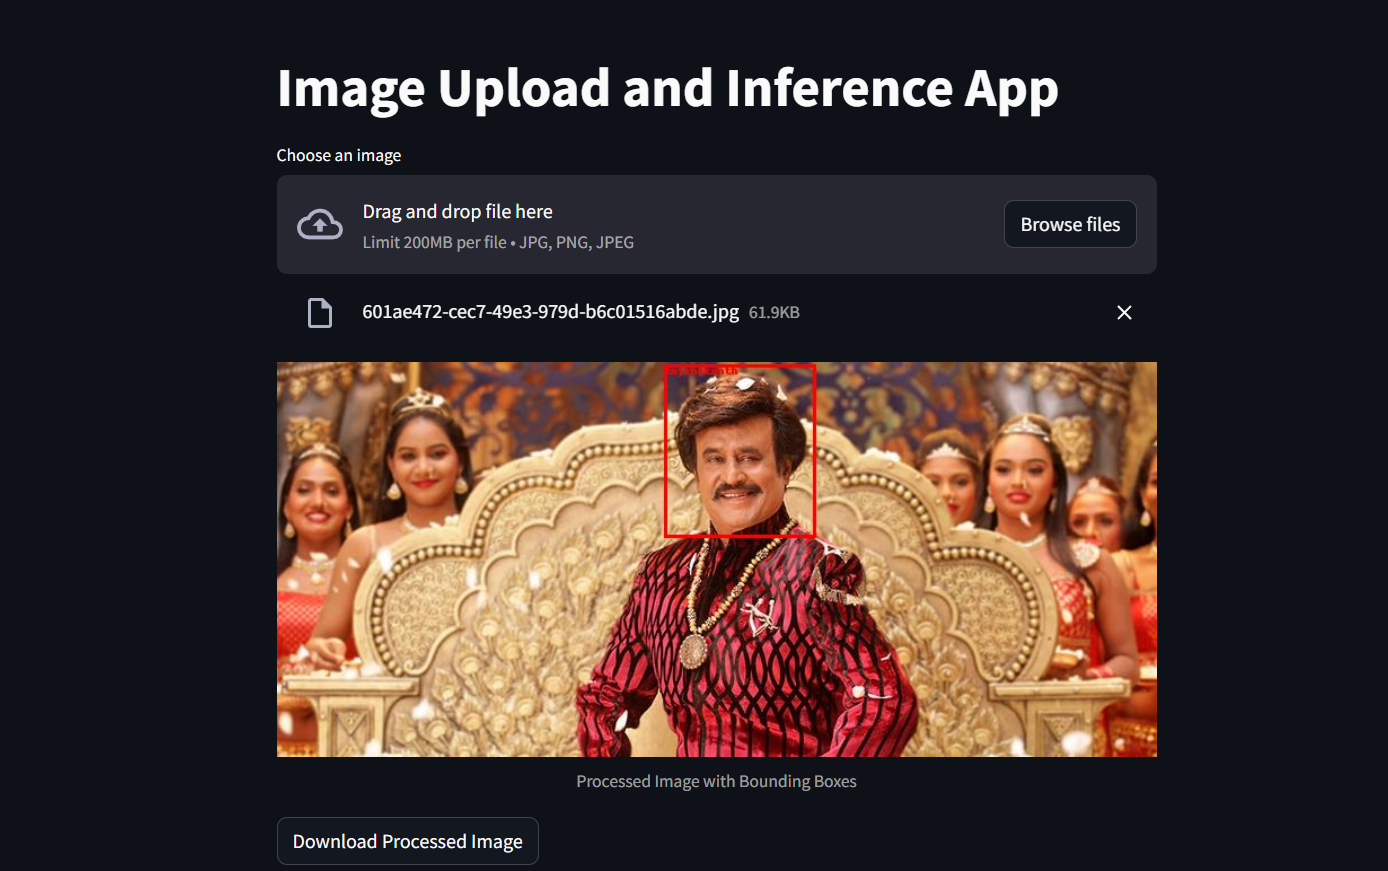 Image Upload and Inference App
Choose an image
Drag and drop file here
Limit 200MB per file • JPG, PNG, JPEG
Browse files
601ae472-cec7-49e3-979d-b6c01516abde.jpg 61.9KB
Processed Image with Bounding Boxes
Download Processed Image